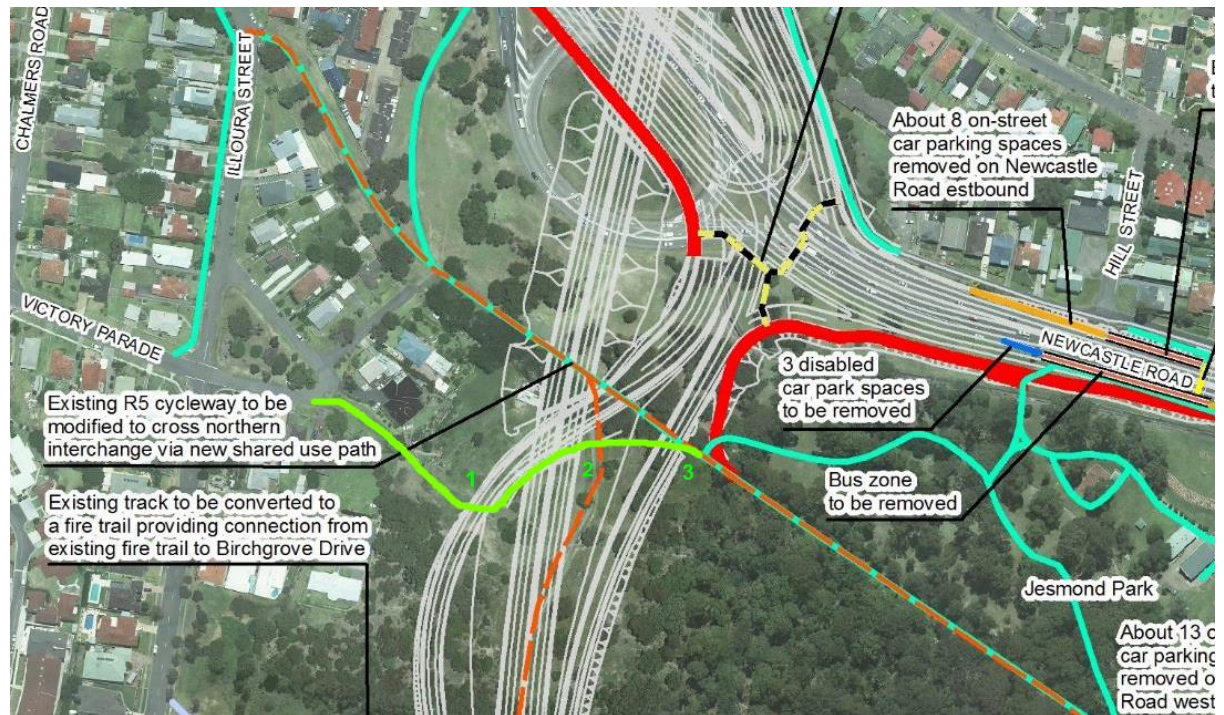 CHALMERS ROAD
ILLOURA STREET
About 8 on-street
car parking spaces
removed on Newcastle
Road estbound
HILL STREET
VICTORY PARADE
NEWCASTLE ROAD
3 disabled
car park spaces
to be removed
Existing R5 cycleway to be
modified to cross northern
interchange via new shared use path
1
2
3
Bus zone
to be removed
Existing track to be converted to
a fire trail providing connection from
existing fire trail to Birchgrove Drive
Jesmond Park
About 13
car parking
removed
Road west